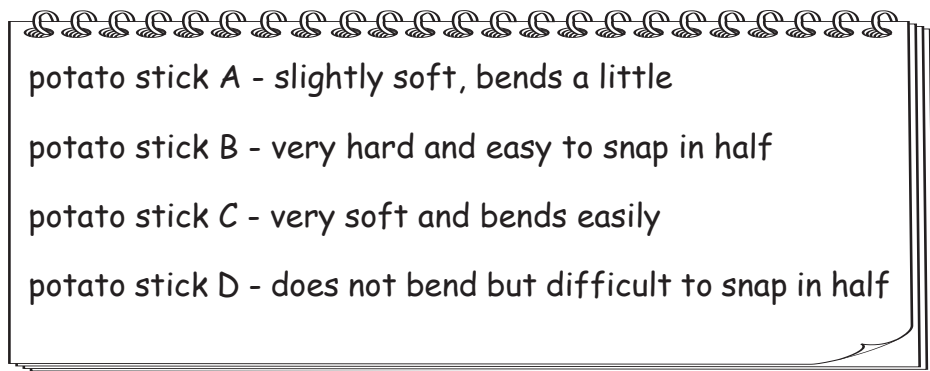 potato stick A - slightly soft, bends a little
potato stick B - very hard and easy to snap in half
potato stick C - very soft and bends easily
potato stick D - does not bend but difficult to snap in half